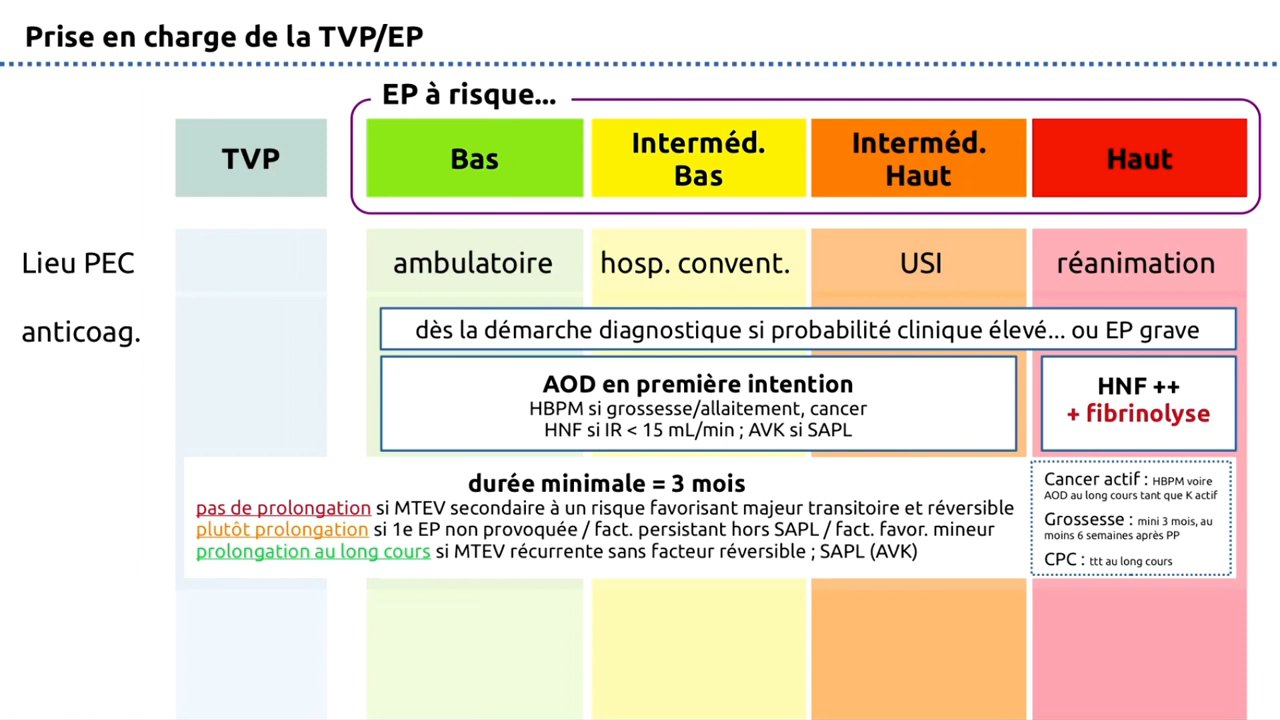 Prise en charge de la TVP/EP
EP à risque...
TVP
Bas
Interméd.
Bas
Interméd.
Haut
Haut
Lieu PEC
ambulatoire
hosp. convent.
USI
réanimation
anticoag.
dès la démarche diagnostique si probabilité clinique élevé... ou EP grave
AOD en première intention
HBPM si grossesse/allaitement, cancer
HNF si IR < 15 mL/min ; AVK si SAPL
HNF ++
+ fibrinolyse
durée minimale = 3 mois
pas de prolongation si MTEV secondaire à un risque favorisant majeur transitoire et réversible
plutôt prolongation si 1e EP non provoquée / fact. persistant hors SAPL / fact. favor. mineur
prolongation au long cours si MTEV récurrente sans facteur réversible ; SAPL (AVK)
Cancer actif : HBPM voire
AOD au long cours tant que K actif
Grossesse : mini 3 mois, au
moins 6 semaines après PP
CPC : ttt au long cours